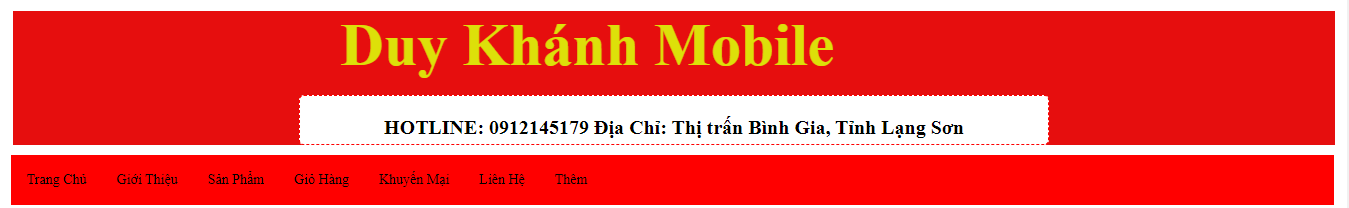 Duy Khánh Mobile
HOTLINE: 0912145179 Địa Chỉ: Thị trấn Bình Gia, Tỉnh Lạng Sơn
Trang Chủ Giới Thiệu Sản Phẩm Giỏ Hàng Khuyến Mại Liên Hệ Thêm